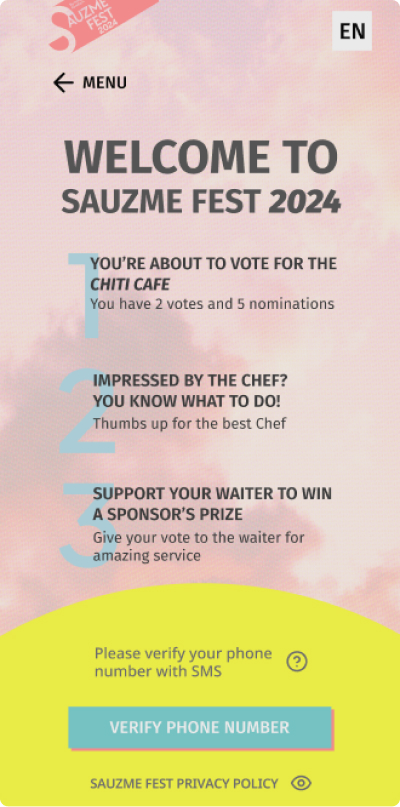 SAUZME
FEST
2024
EN
MENU
WELCOME TO
SAUZME FEST 2024
1
YOU'RE ABOUT TO VOTE FOR THE
CHITI CAFE
You have 2 votes and 5 nominations
2
IMPRESSED BY THE CHEF?
YOU KNOW WHAT TO DO!
Thumbs up for the best Chef
3
SUPPORT YOUR WAITER TO WIN
A SPONSOR'S PRIZE
Give your vote to the waiter for
amazing service
Please verify your phone
number with SMS
?
VERIFY PHONE NUMBER
SAUZME FEST PRIVACY POLICY